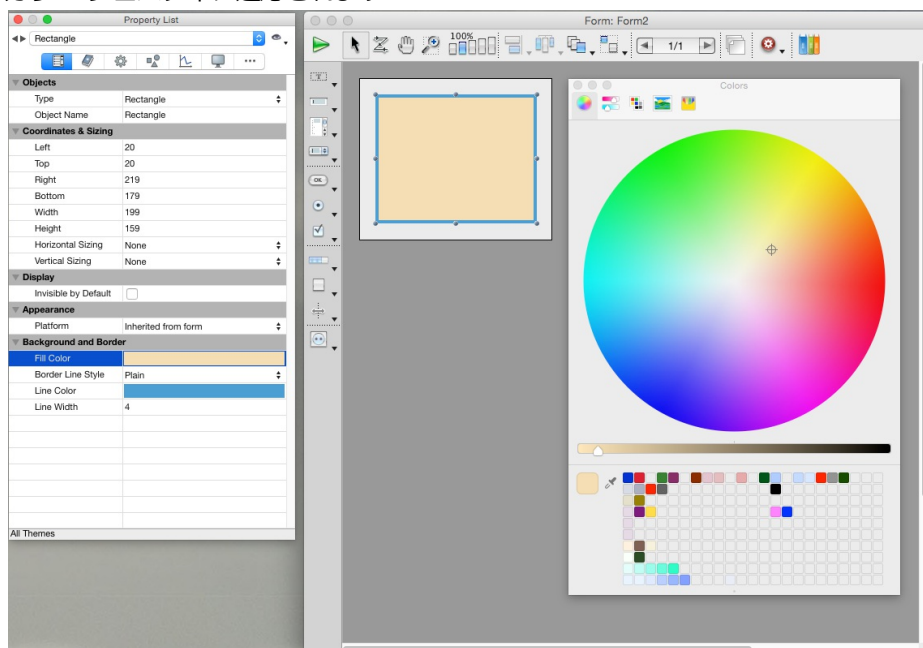 Property List
Rectangle
Objects
Type Rectangle
Object Name Rectangle
Coordinates & Sizing
Left 20
Top 20
Right 219
Bottom 179
Width 199
Height 159
Horizontal Sizing None
Vertical Sizing None
Display
Invisible by Default
Appearance
Platform Inherited from form
Background and Border
Fill Color
Border Line Style Plain
Line Color
Line Width 4
All Themes
Form: Form2
100%
1/1
OK
Colors